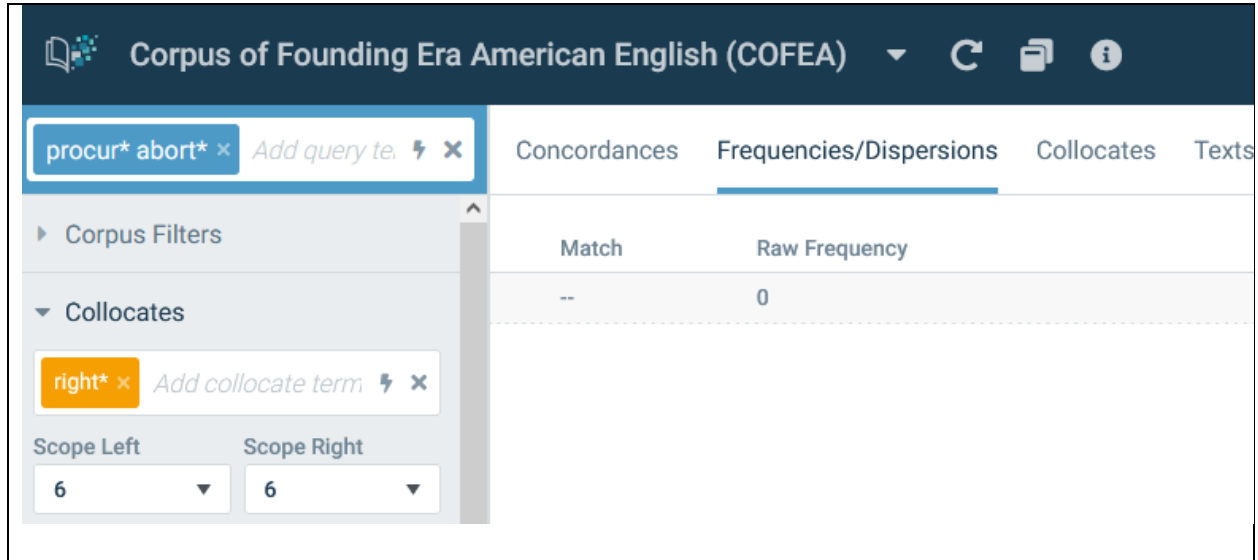 Corpus of Founding Era American English (COFEA)
procur* abort* × Add query te
Concordances Frequencies/Dispersions Collocates Texts
Corpus Filters
Match Raw Frequency
-- 0
Collocates
right* × Add collocate term
Scope Left Scope Right
6 6